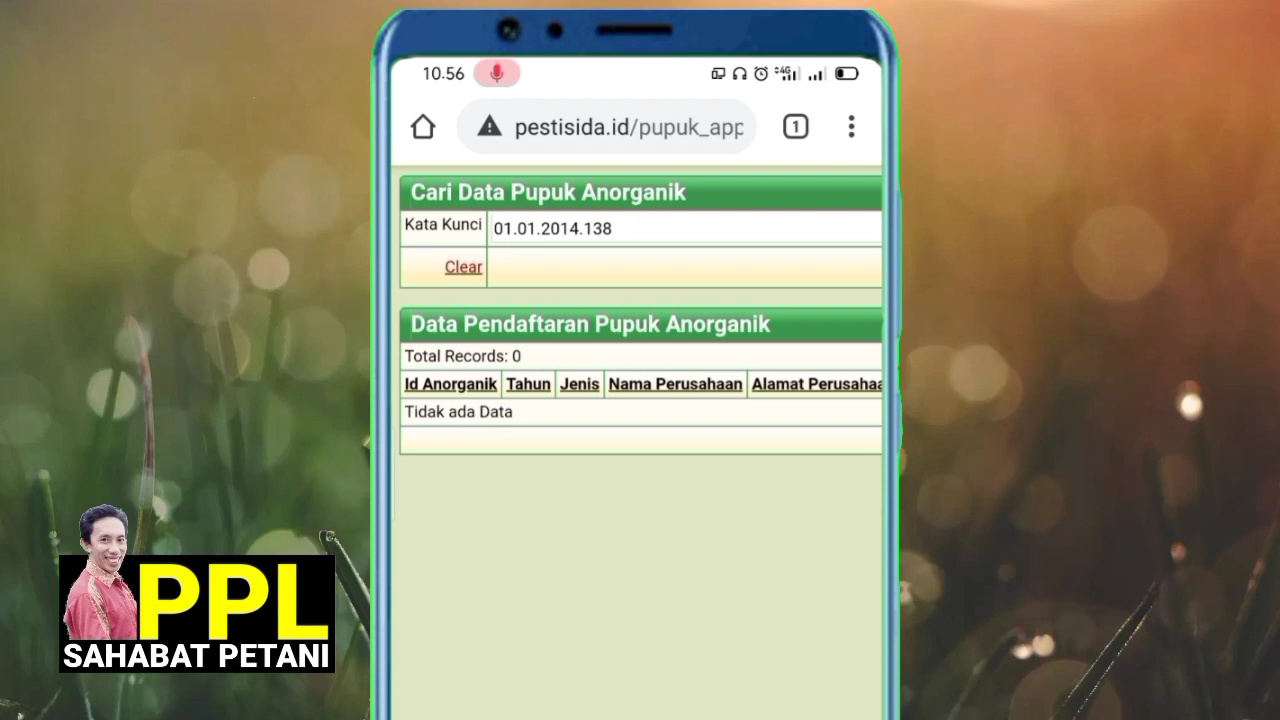 10.56
4G
pestisida.id/pupuk_app
1
Cari Data Pupuk Anorganik
Kata Kunci 01.01.2014.138
Clear
Data Pendaftaran Pupuk Anorganik
Total Records: 0
Id Anorganik Tahun Jenis Nama Perusahaan Alamat Perusahaa
Tidak ada Data
PPL
SAHABAT PETANI